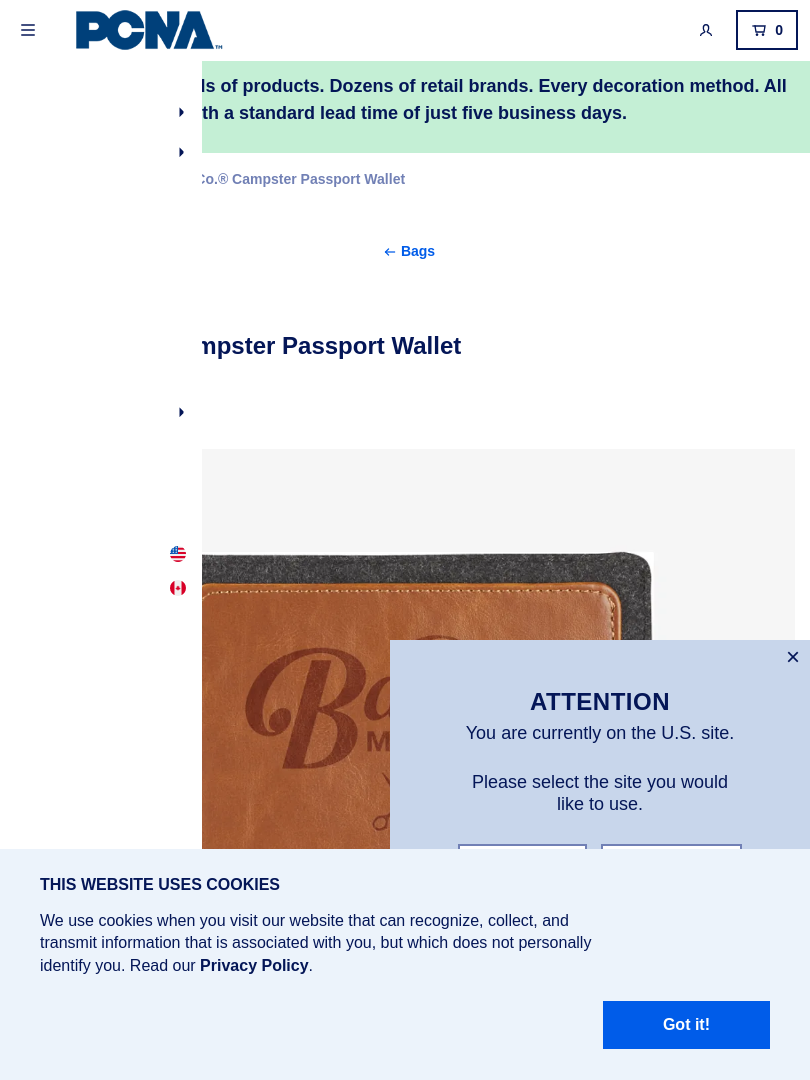 PCNA™
0
of products. Dozens of retail brands. Every decoration method. All
a standard lead time of just five business days.
Co.® Campster Passport Wallet
← Bags
Passport Wallet
ATTENTION
You are currently on the U.S. site.
Please select the site you would
like to use.
THIS WEBSITE USES COOKIES
We use cookies when you visit our website that can recognize, collect, and
transmit information that is associated with you, but which does not personally
identify you. Read our Privacy Policy.
Got it!